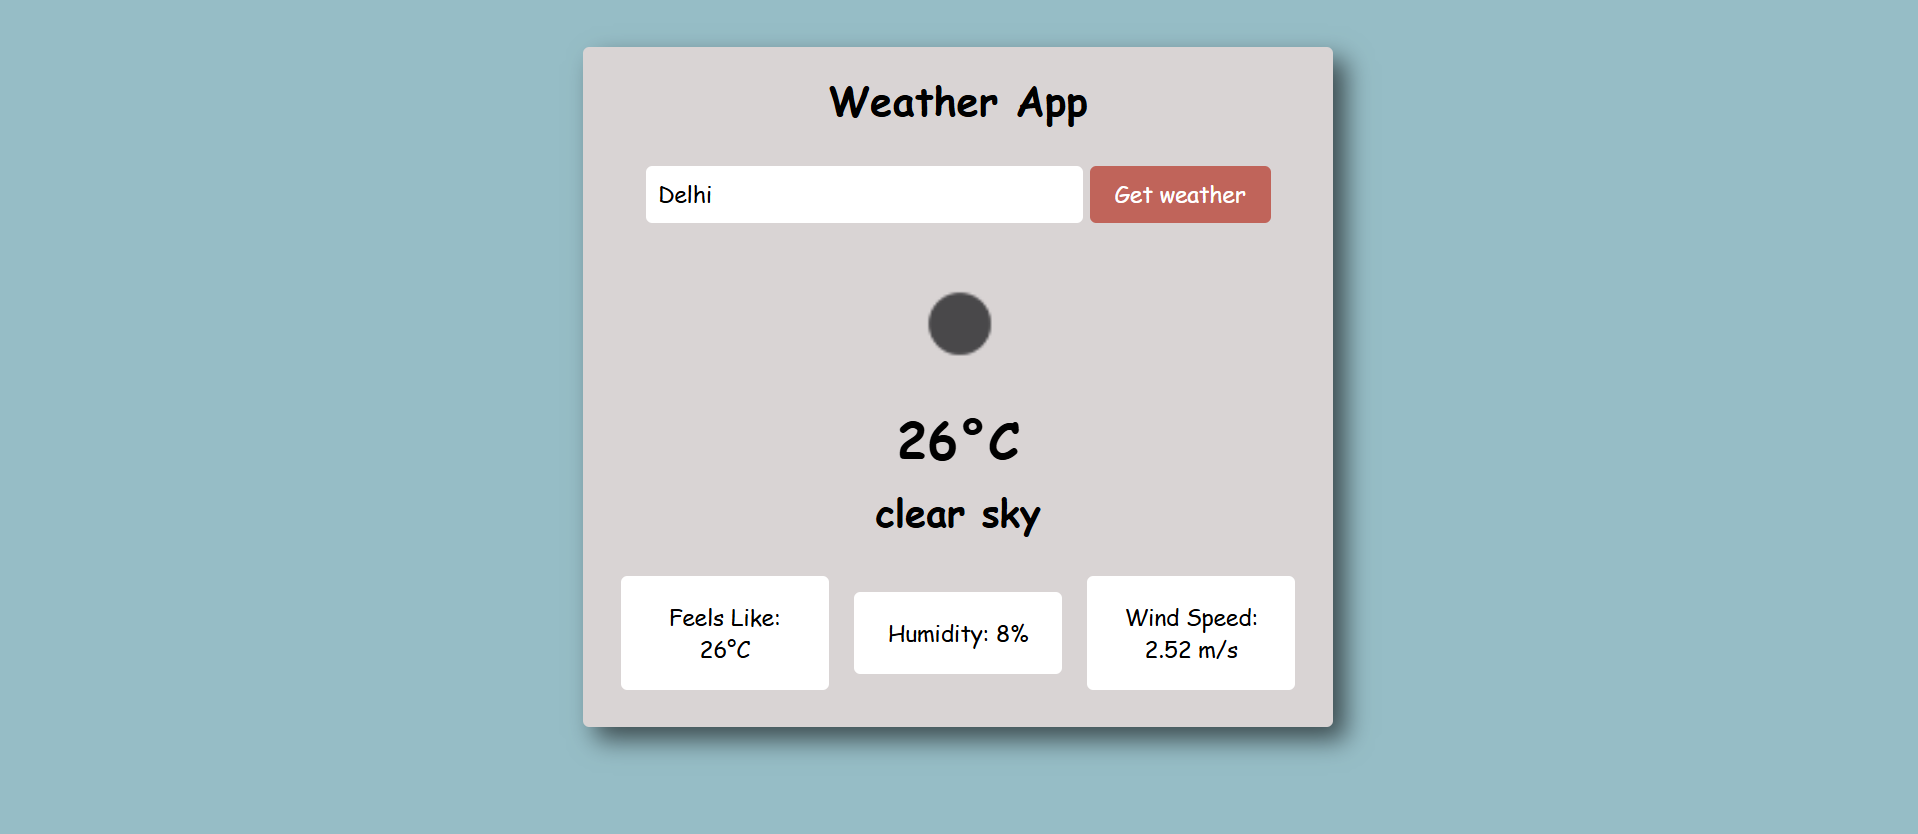 Weather App
Delhi
Get weather
26°C
clear sky
Feels Like:
26°C
Humidity: 8%
Wind Speed:
2.52 m/s